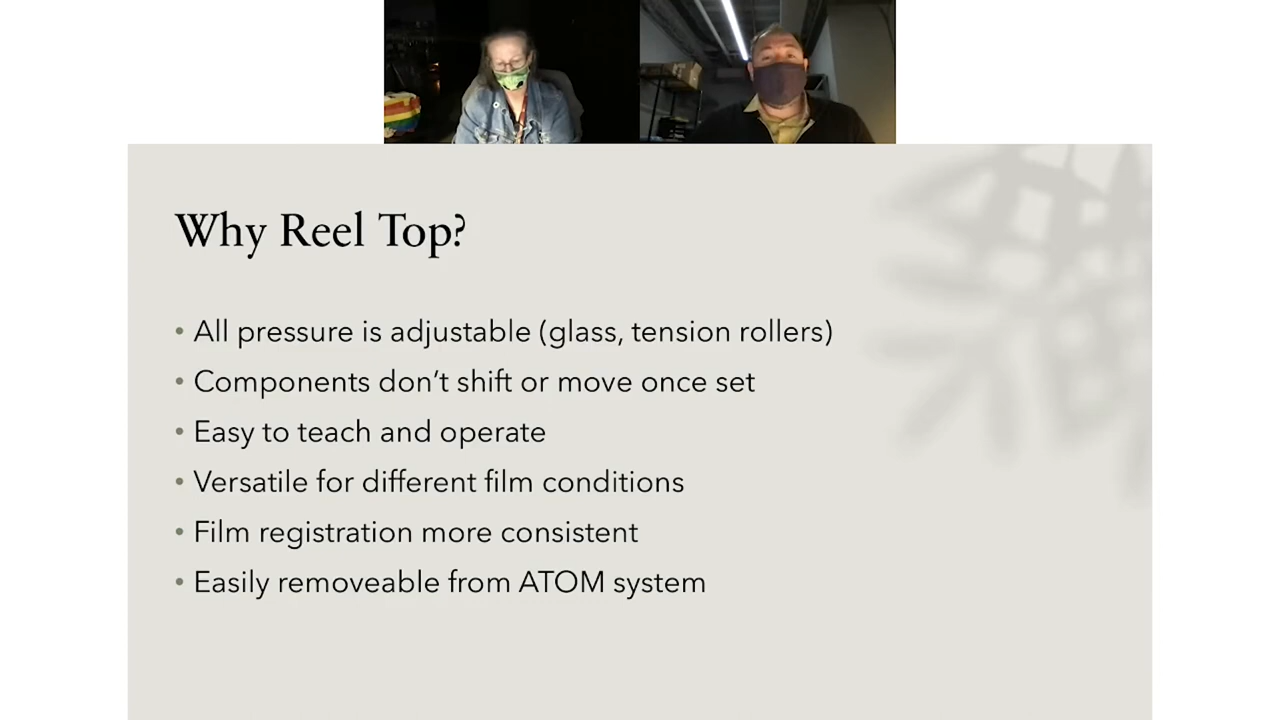 Why Reel Top?
• All pressure is adjustable (glass, tension rollers)
• Components don’t shift or move once set
• Easy to teach and operate
• Versatile for different film conditions
• Film registration more consistent
• Easily removeable from ATOM system